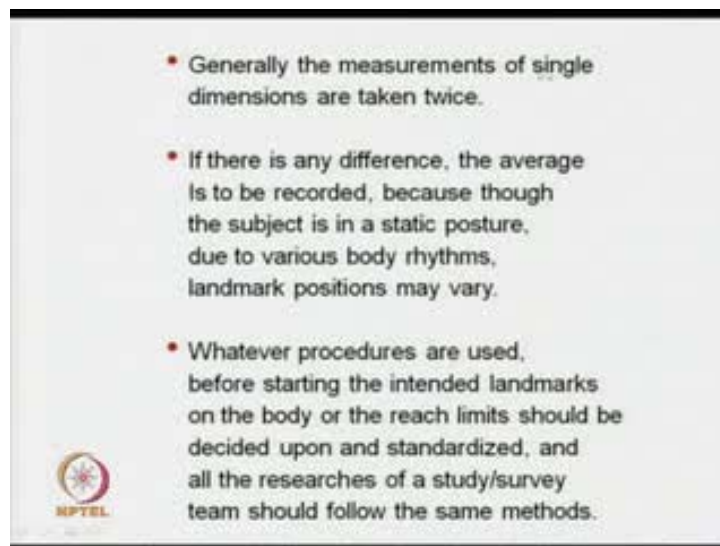 • Generally the measurements of single
dimensions are taken twice.
• If there is any difference, the average
Is to be recorded, because though
the subject is in a static posture,
due to various body rhythms,
landmark positions may vary.
• Whatever procedures are used,
before starting the intended landmarks
on the body or the reach limits should be
decided upon and standardized, and
all the researches of a study/survey
team should follow the same methods.
NPTEL